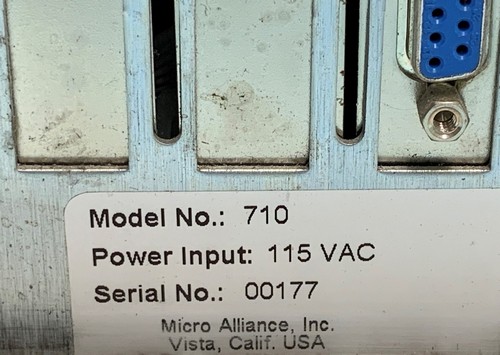 Model No.: 710
Power Input: 115 VAC
Serial No.: 00177
Micro Alliance, Inc.
Vista, Calif. USA